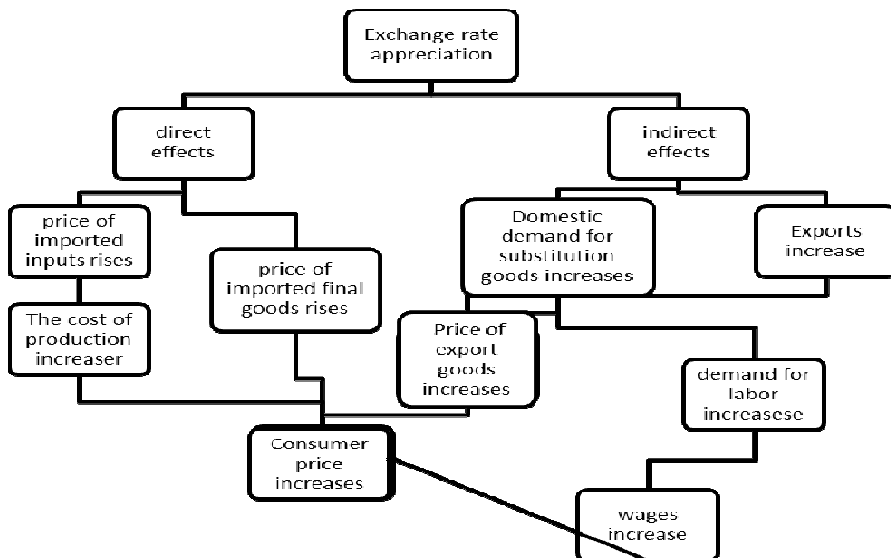 Exchange rate
appreciation
direct
effects
indirect
effects
price of
imported
inputs rises
price of
imported final
goods rises
Domestic
demand for
substitution
goods increases
Exports
increase
The cost of
production
increaser
Price of
export
goods
increases
demand for
labor
increasese
Consumer
price
increases
wages
increase